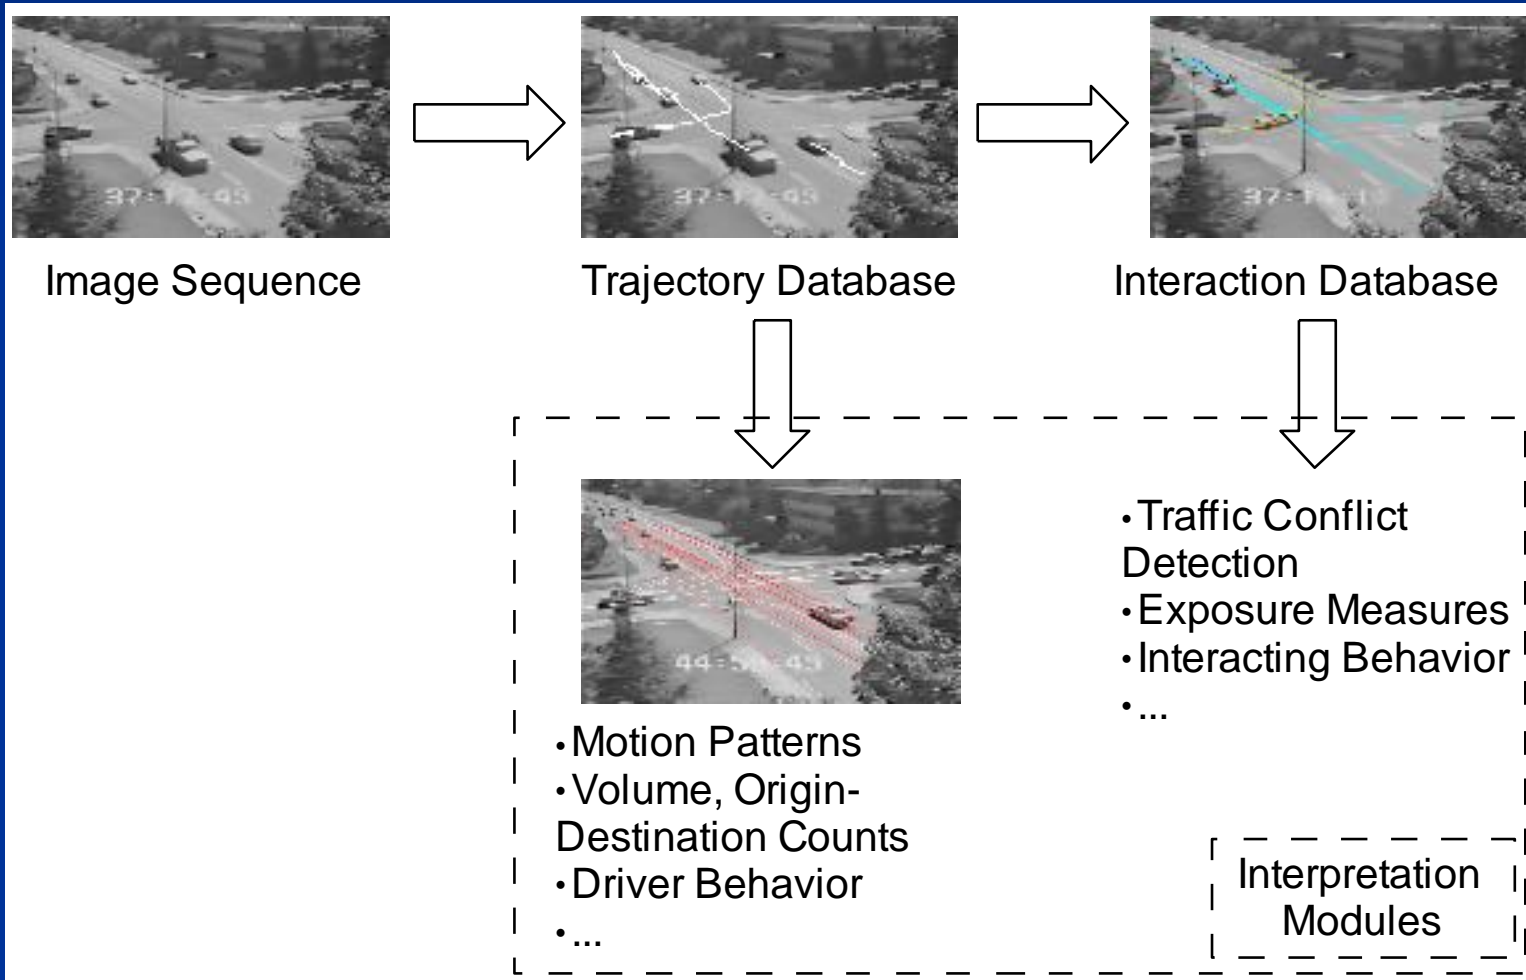 Image Sequence
Trajectory Database
Interaction Database
•Motion Patterns
•Volume, Origin-
Destination Counts
•Driver Behavior
•...
•Traffic Conflict
Detection
•Exposure Measures
•Interacting Behavior
•...
Interpretation
Modules